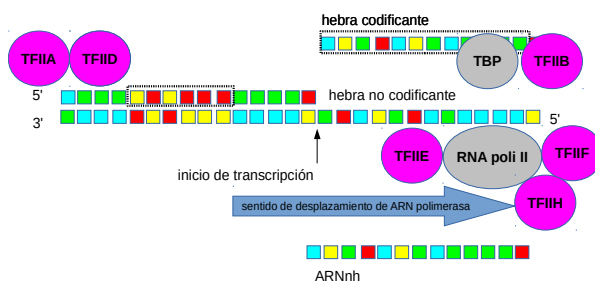 hebra codificante
TFIIA
TFIID
TBP
TFIIB
5'
hebra no codificante
3'
5'
inicio de transcripción
TFIIE
RNA poli II
TFIIF
sentido de desplazamiento de ARN polimerasa
TFIIH
ARNnh